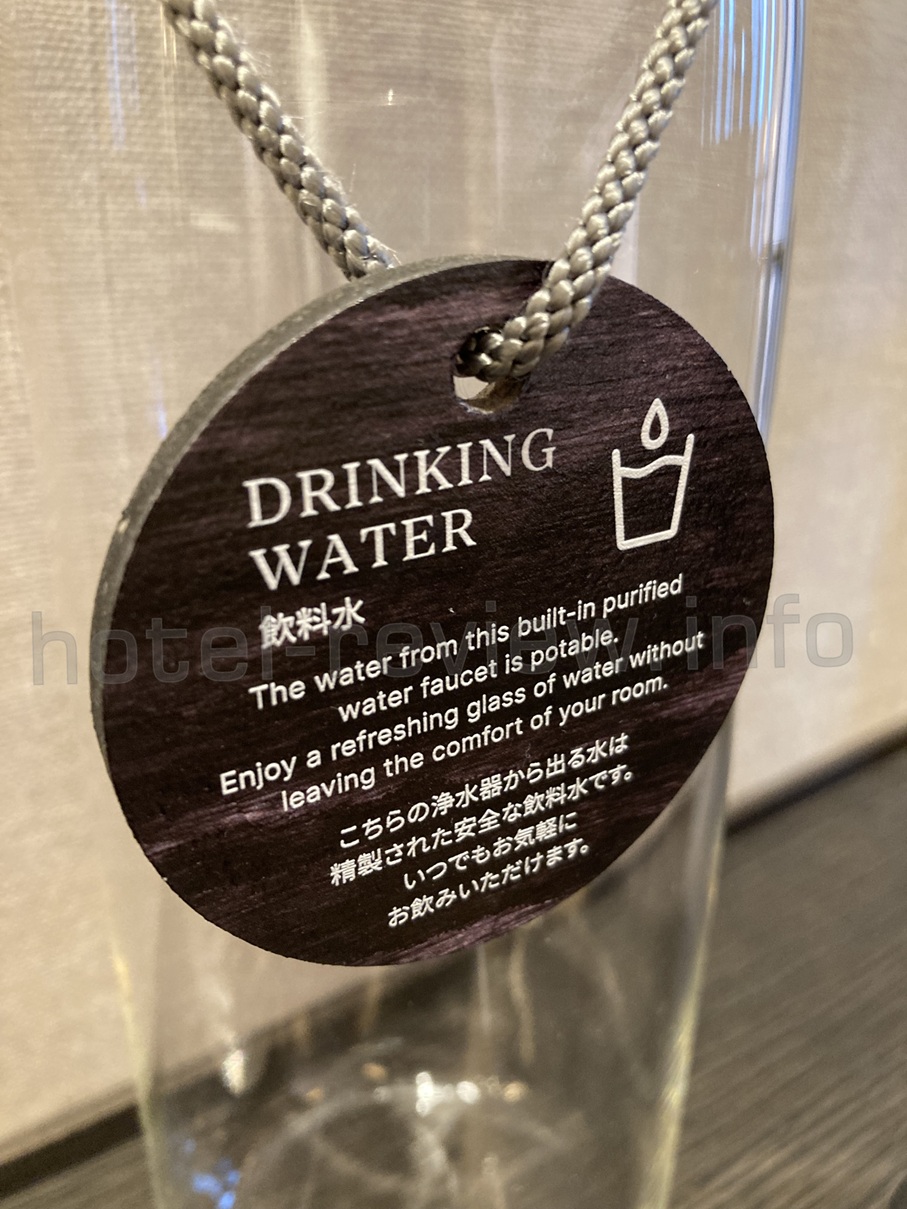 DRINKING
WATER
飲料水
The water from this built-in purified
water faucet is potable.
Enjoy a refreshing glass of water without
leaving the comfort of your room.
こちらの浄水器から出る水は
精製された安全な飲料水です。
いつでもお気軽に
お飲みいただけます。
hotel-review.info